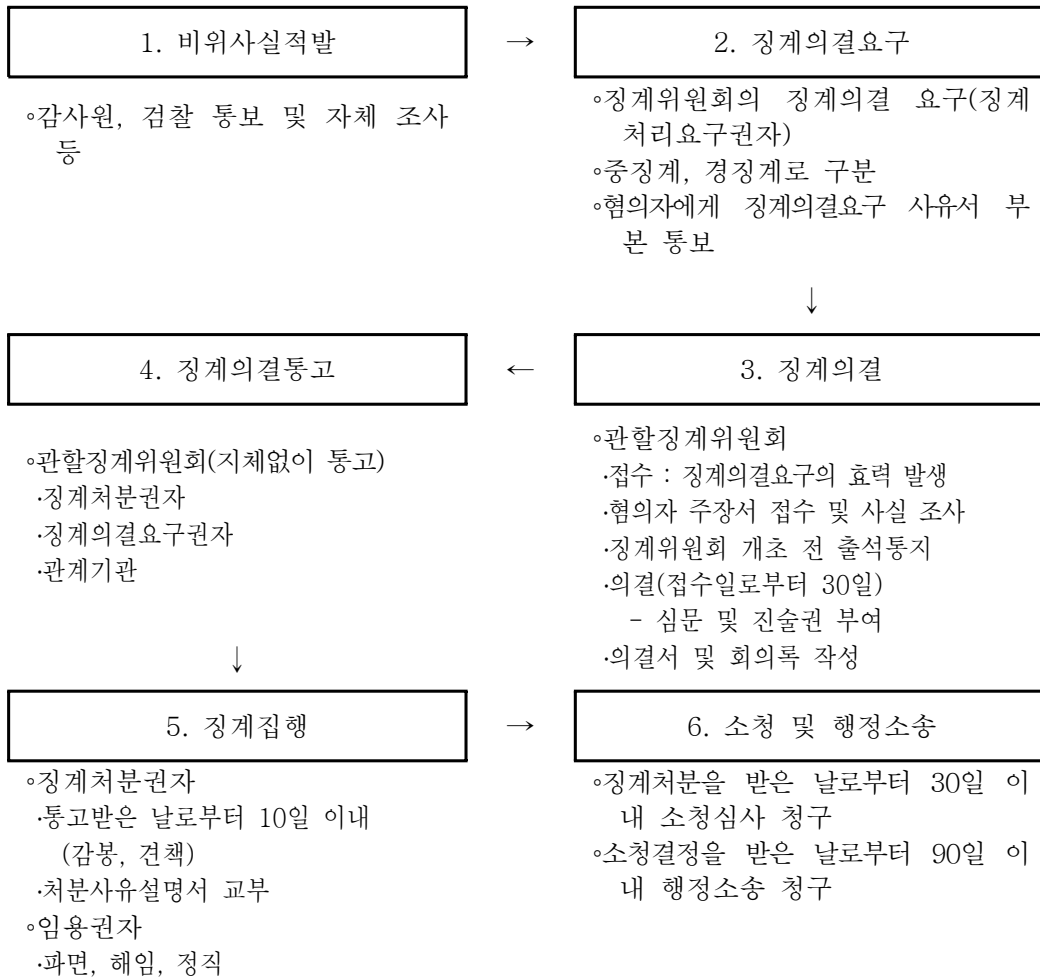 1. 비위사실적발
→
2. 징계의결요구
◦감사원, 검찰 통보 및 자체 조사
등
◦징계위원회의 징계의결 요구(징계
처리요구권자)
◦중징계, 경징계로 구분
◦혐의자에게 징계의결요구 사유서 부
본 통보
↓
4. 징계의결통고
←
3. 징계의결
◦관할징계위원회(지체없이 통고)
·징계처분권자
·징계의결요구권자
·관계기관
◦관할징계위원회
·접수 : 징계의결요구의 효력 발생
·혐의자 주장서 접수 및 사실 조사
·징계위원회 개초 전 출석통지
·의결(접수일로부터 30일)
- 심문 및 진술권 부여
·의결서 및 회의록 작성
↓
5. 징계집행
→
6. 소청 및 행정소송
◦징계처분권자
·통고받은 날로부터 10일 이내
(감봉, 견책)
·처분사유설명서 교부
◦임용권자
·파면, 해임, 정직
◦징계처분을 받은 날로부터 30일 이
내 소청심사 청구
◦소청결정을 받은 날로부터 90일 이
내 행정소송 청구